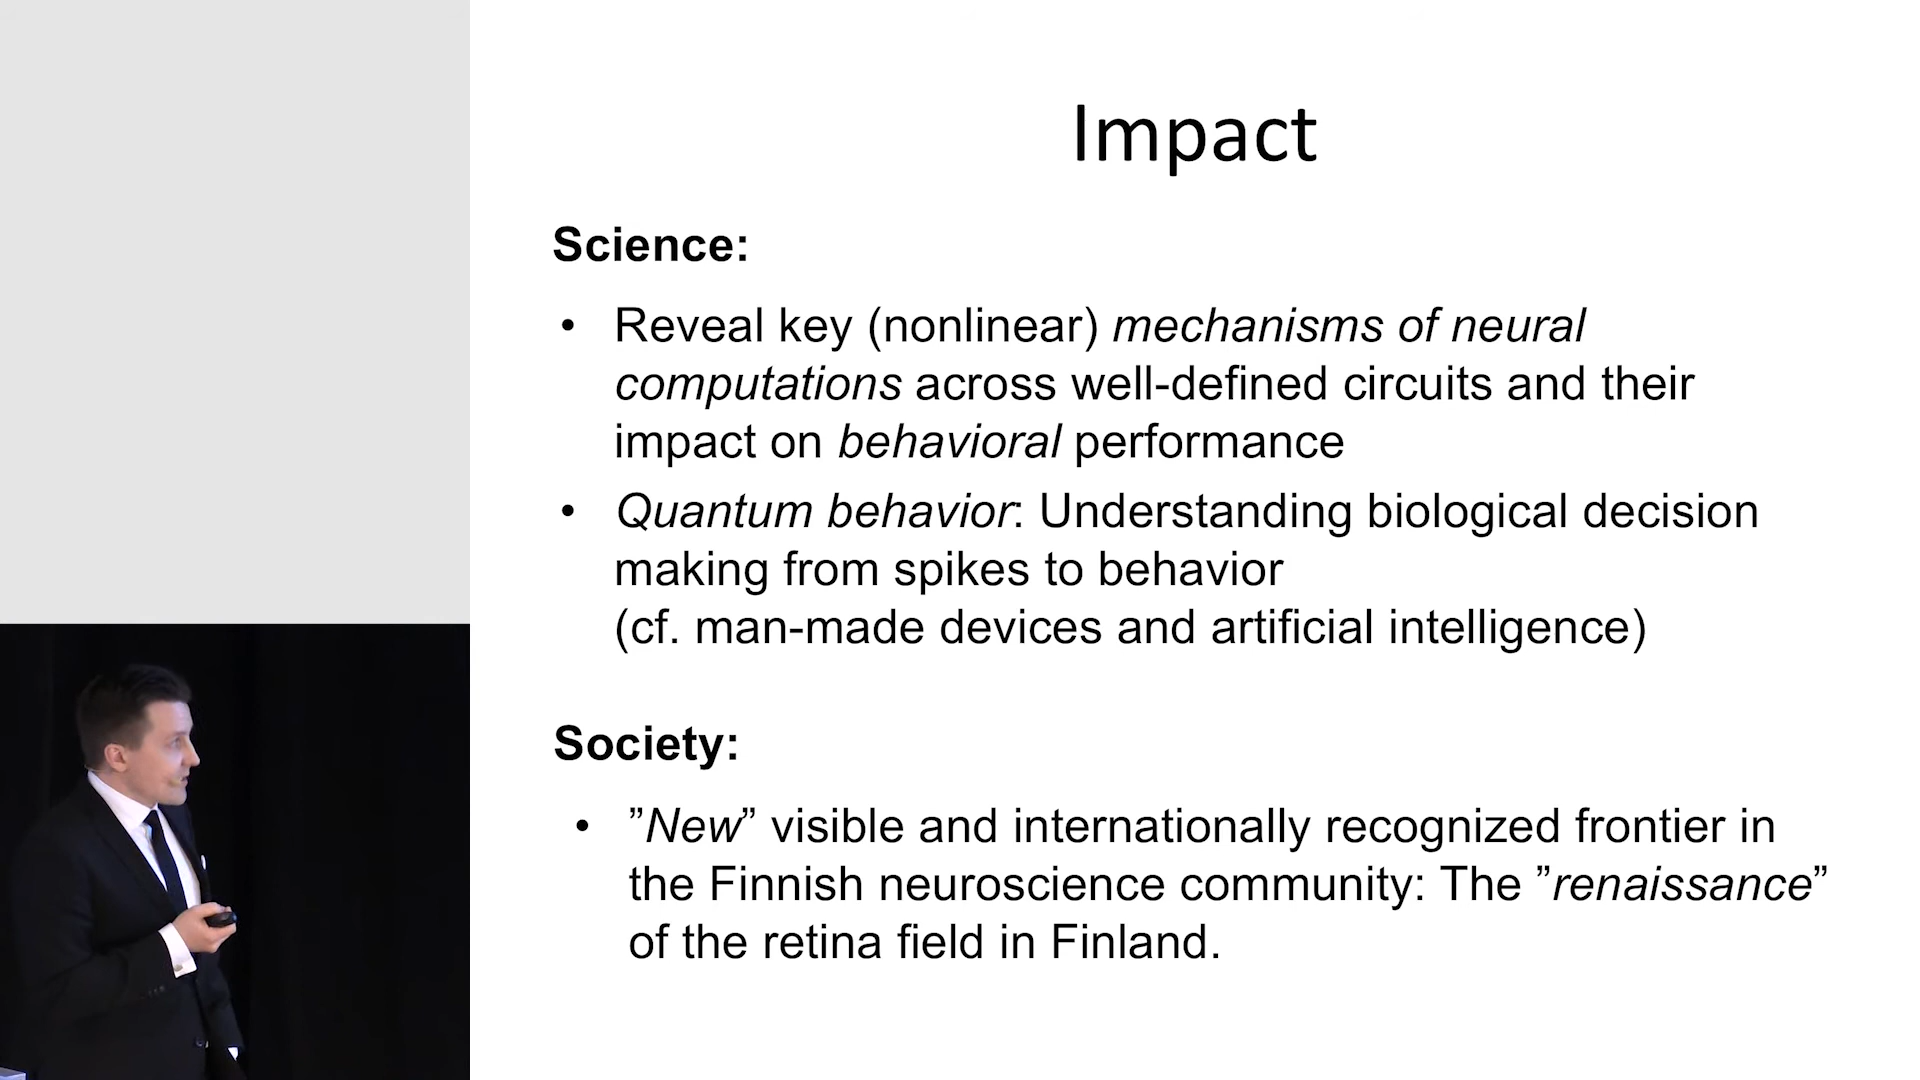 Impact
Science:
• Reveal key (nonlinear) mechanisms of neural
computations across well-defined circuits and their
impact on behavioral performance
• Quantum behavior: Understanding biological decision
making from spikes to behavior
(cf. man-made devices and artificial intelligence)
Society:
• ”New” visible and internationally recognized frontier in
the Finnish neuroscience community: The ”renaissance”
of the retina field in Finland.